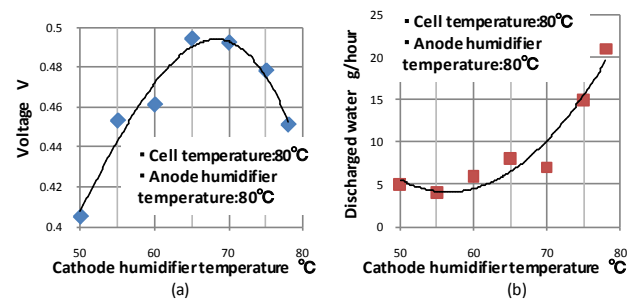 0.5
0.48
0.46
0.44
0.42
0.4
Voltage V
▪ Cell temperature:80℃
▪ Anode humidifier
temperature:80℃
50
60
70
80
Cathode humidifier temperature ℃
(a)
25
20
15
10
5
0
Discharged water g/hour
▪ Cell temperature:80℃
▪ Anode humidifier
temperature:80℃
50
60
70
80
Cathode humidifier temperature ℃
(b)